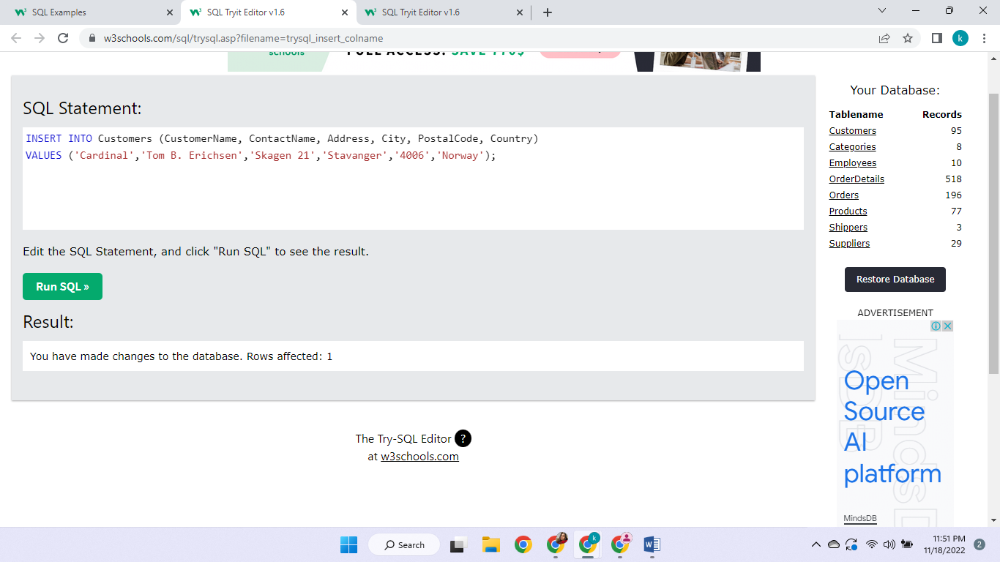 SQL Examples
SQL Tryit Editor v1.6
SQL Tryit Editor v1.6
w3schools.com/sql/trysql.asp?filename=trysql_insert_colname
k
schools
SQL Statement:
INSERT INTO Customers (CustomerName, ContactName, Address, City, PostalCode, Country)
VALUES ('Cardinal','Tom B. Erichsen','Skagen 21','Stavanger','4006','Norway');
Edit the SQL Statement, and click "Run SQL" to see the result.
Run SQL »
Result:
You have made changes to the database. Rows affected: 1
The Try-SQL Editor ?
at w3schools.com
Your Database:
Tablename Records
Customers 95
Categories 8
Employees 10
OrderDetails 518
Orders 196
Products 77
Shippers 3
Suppliers 29
Restore Database
ADVERTISEMENT
Open
Source
AI
platform
MindsDB
Search
k
11:51 PM
11/18/2022
2